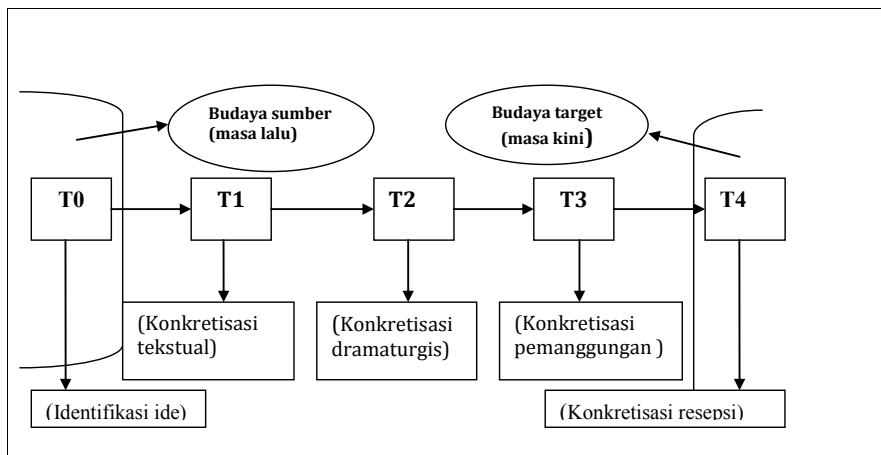 Budaya sumber
(masa lalu)
Budaya target
(masa kini)
T0
T1
T2
T3
T4
(Konkretisasi
tekstual)
(Konkretisasi
dramaturgis)
(Konkretisasi
pemanggungan )
(Identifikasi ide)
(Konkretisasi resepsi)